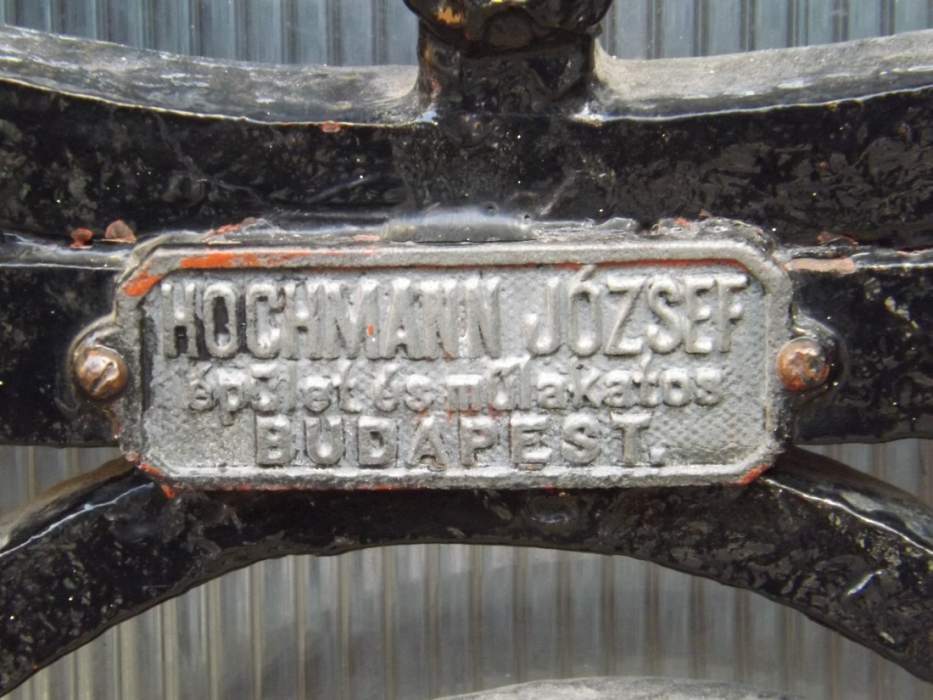 HOCHMANN JÓZSEF
épület és műlakatos
BUDAPEST.